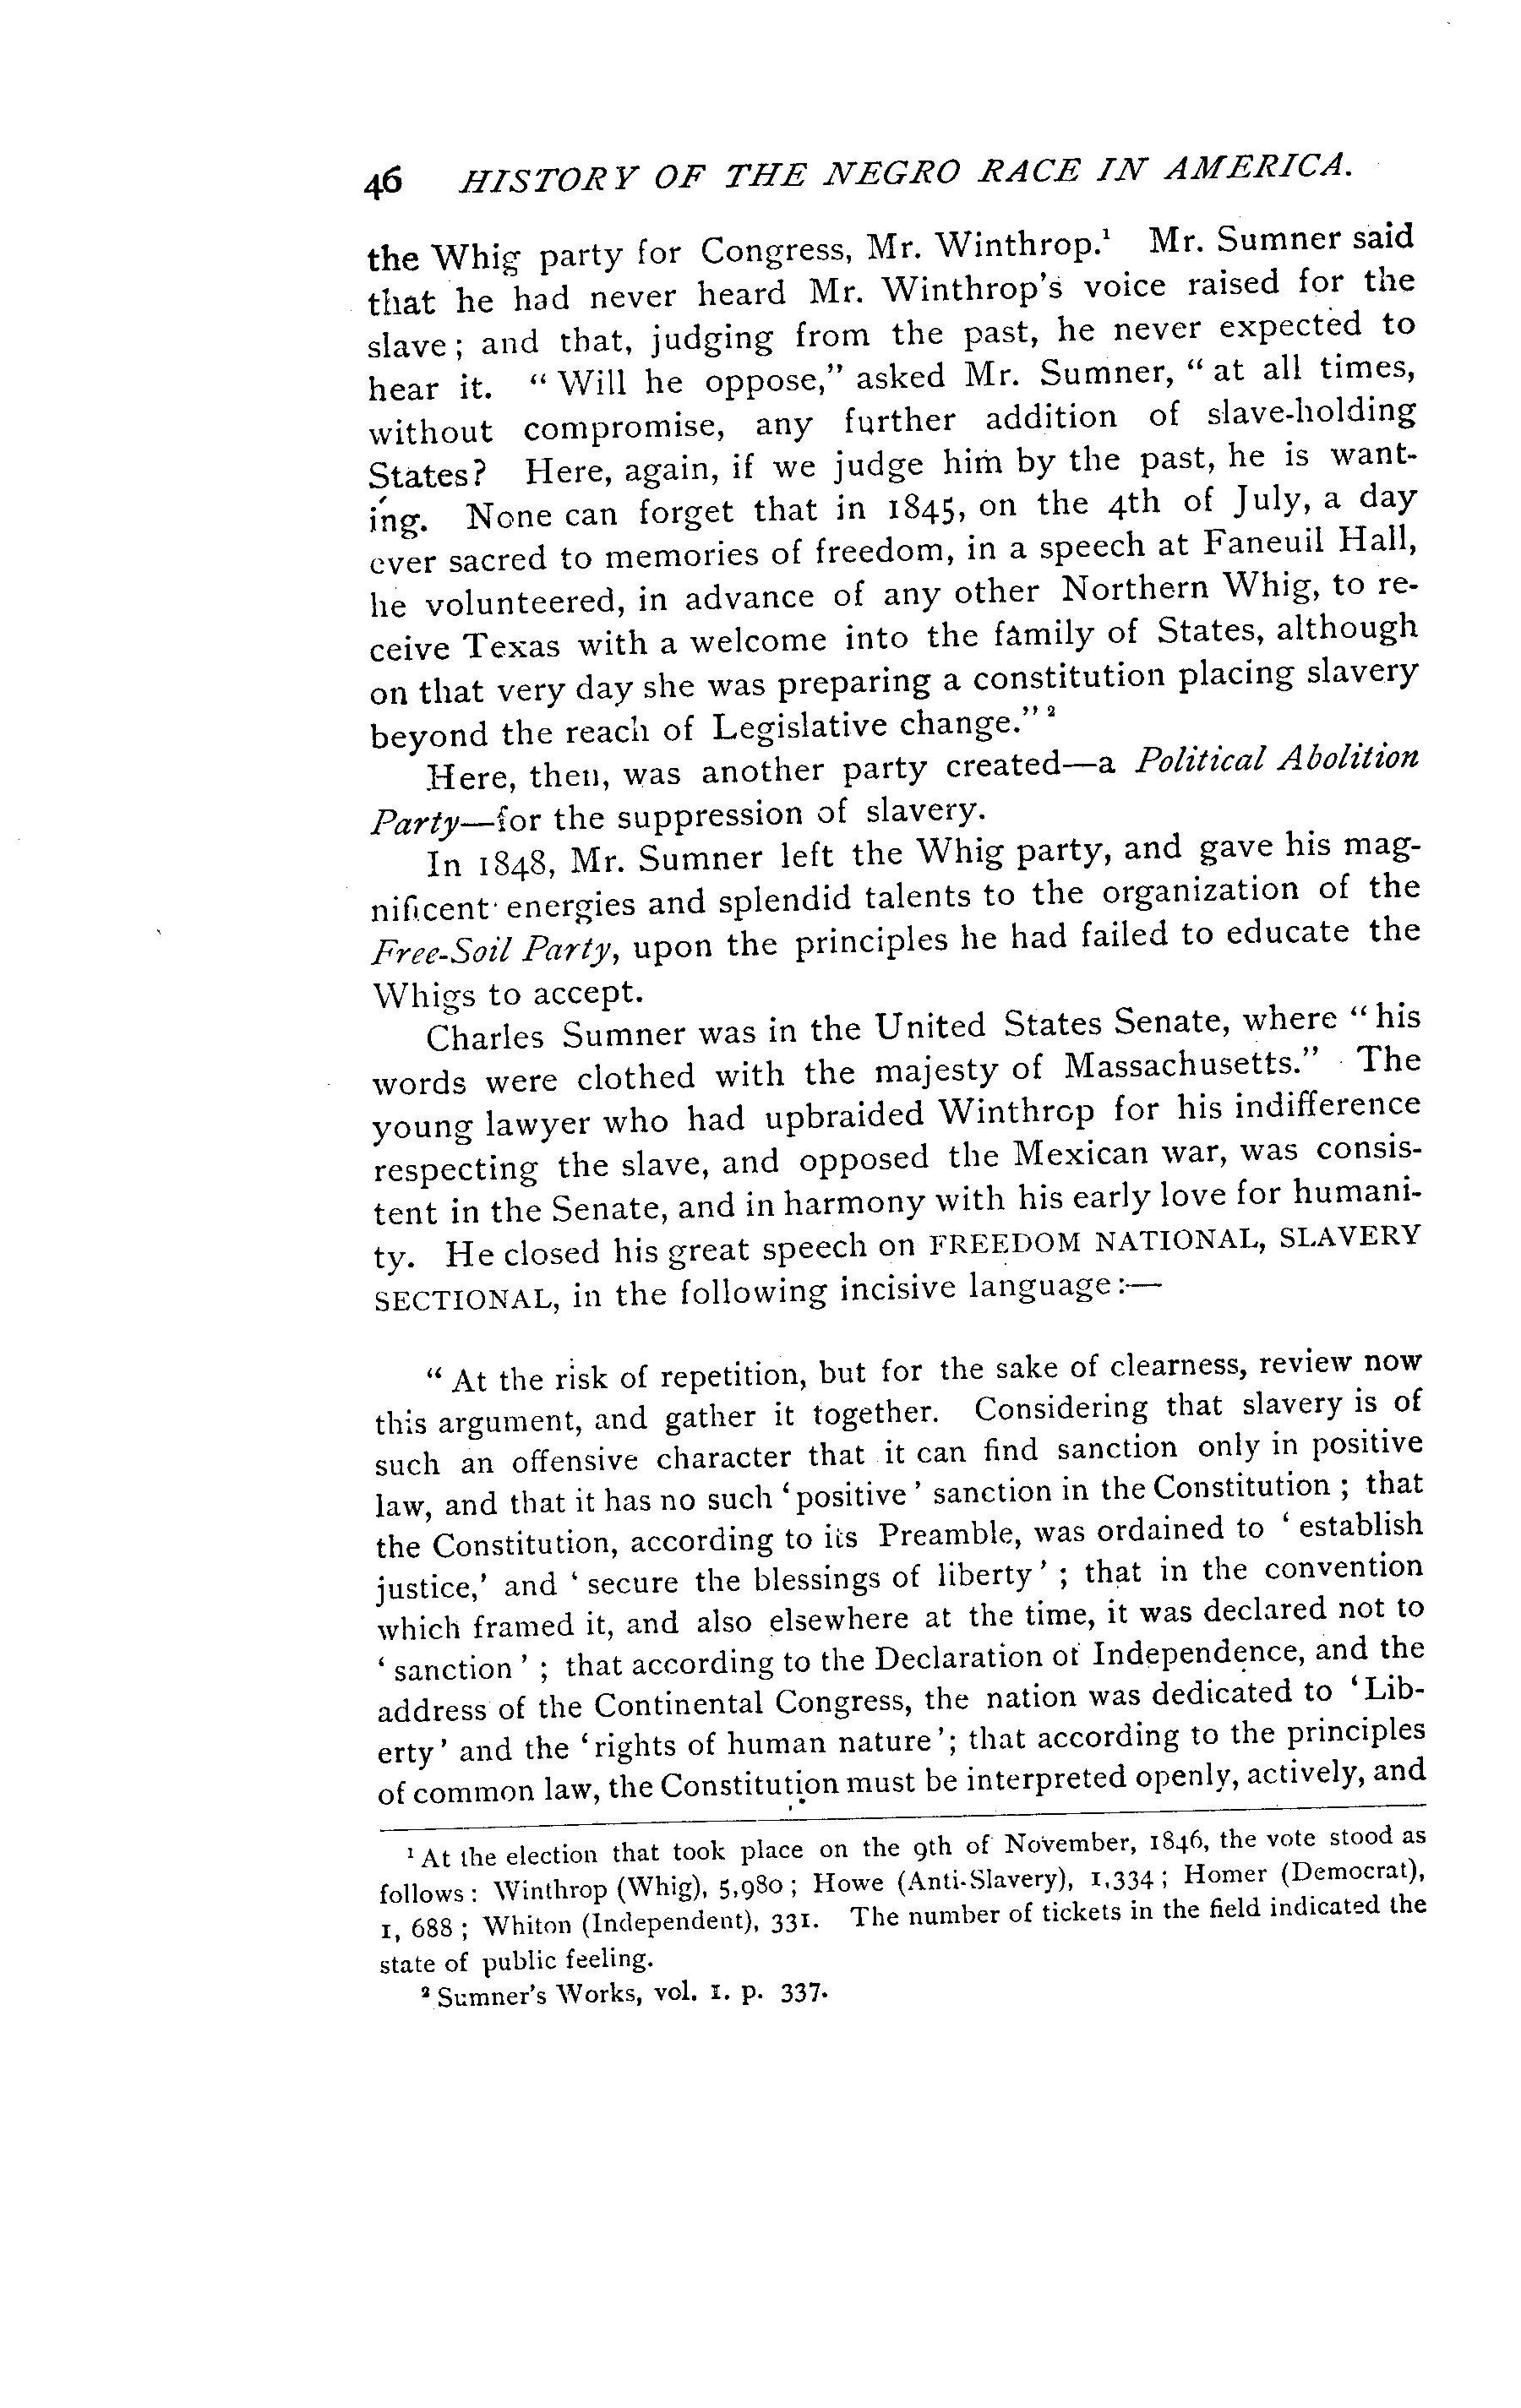 46 HISTORY OF THE NEGRO RACE IN AMERICA.
the Whig party for Congress, Mr. Winthrop.¹ Mr. Sumner said
that he had never heard Mr. Winthrop's voice raised for the
slave; and that, judging from the past, he never expected to
hear it. "Will he oppose," asked Mr. Sumner, "at all times,
without compromise, any further addition of slave-holding
States? Here, again, if we judge him by the past, he is want-
ing. None can forget that in 1845, on the 4th of July, a day
ever sacred to memories of freedom, in a speech at Faneuil Hall,
he volunteered, in advance of any other Northern Whig, to re-
ceive Texas with a welcome into the family of States, although
on that very day she was preparing a constitution placing slavery
beyond the reach of Legislative change."²
Here, then, was another party created—a Political Abolition
Party—for the suppression of slavery.
In 1848, Mr. Sumner left the Whig party, and gave his mag-
nificent energies and splendid talents to the organization of the
Free-Soil Party, upon the principles he had failed to educate the
Whigs to accept.
Charles Sumner was in the United States Senate, where "his
words were clothed with the majesty of Massachusetts." The
young lawyer who had upbraided Winthrop for his indifference
respecting the slave, and opposed the Mexican war, was consis-
tent in the Senate, and in harmony with his early love for humani-
ty. He closed his great speech on FREEDOM NATIONAL, SLAVERY
SECTIONAL, in the following incisive language:—
"At the risk of repetition, but for the sake of clearness, review now
this argument, and gather it together. Considering that slavery is of
such an offensive character that it can find sanction only in positive
law, and that it has no such 'positive' sanction in the Constitution; that
the Constitution, according to its Preamble, was ordained to 'establish
justice,' and 'secure the blessings of liberty'; that in the convention
which framed it, and also elsewhere at the time, it was declared not to
'sanction'; that according to the Declaration of Independence, and the
address of the Continental Congress, the nation was dedicated to 'Lib-
erty' and the 'rights of human nature'; that according to the principles
of common law, the Constitution must be interpreted openly, actively, and
¹ At the election that took place on the 9th of November, 1846, the vote stood as
follows: Winthrop (Whig), 5,980; Howe (Anti-Slavery), 1,334; Homer (Democrat),
1, 688; Whiton (Independent), 331. The number of tickets in the field indicated the
state of public feeling.
² Sumner's Works, vol. I. p. 337.